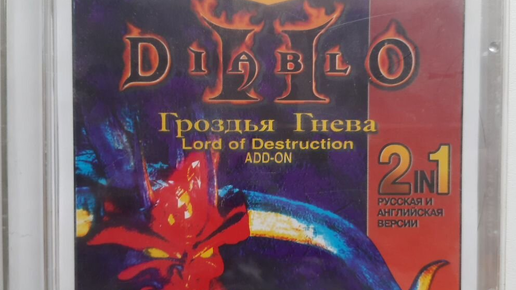 DIABLO
II
Гроздья Гнева
Lord of Destruction
ADD-ON
2IN1
РУССКАЯ И
АНГЛИЙСКАЯ
ВЕРСИИ